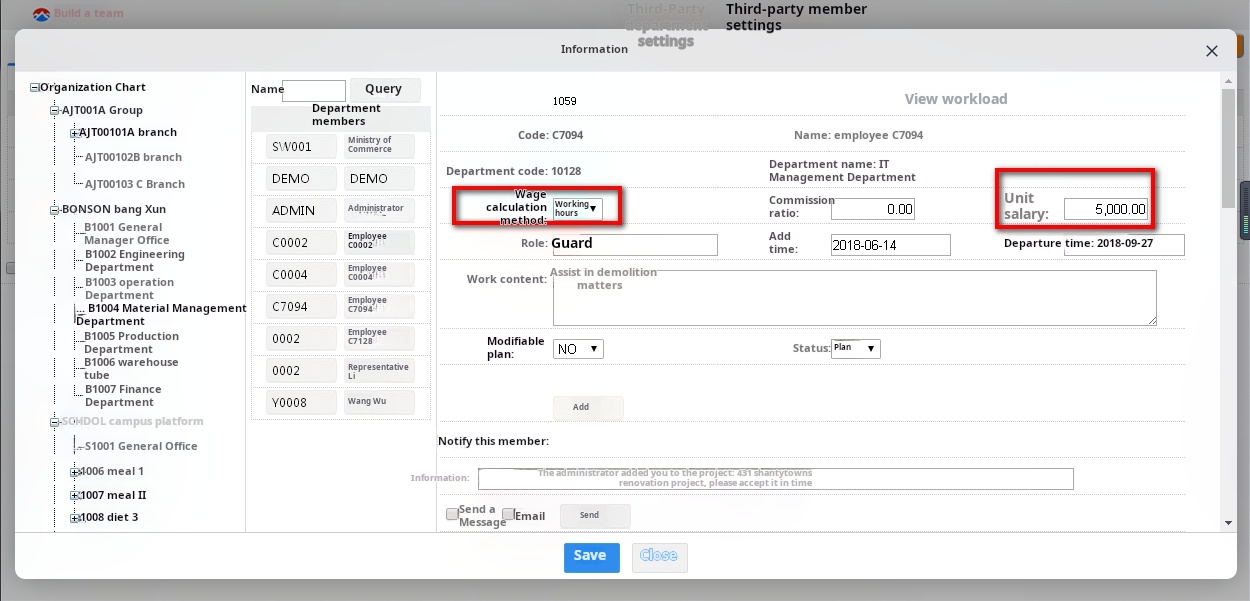 Build a team
Third-Party
department
settings
Third-party member
settings
Information
Organization Chart
AJT001A Group
AJT00101A branch
AJT00102B branch
AJT00103 C Branch
BONSON bang Xun
B1001 General
Manager Office
B1002 Engineering
Department
B1003 operation
Department
B1004 Material Management
Department
B1005 Production
Department
B1006 warehouse
tube
B1007 Finance
Department
SCHDOL campus platform
S1001 General Office
1006 meal 1
1007 meal II
1008 diet 3
Name
Query
Department
members
SW001
Ministry of
Commerce
DEMO
DEMO
ADMIN
Administrator
C0002
Employee
C0002
C0004
Employee
C0004
C7094
Employee
C7094
0002
Employee
C7128
0002
Representative
Li
Y0008
Wang Wu
1059
View workload
Code: C7094
Name: employee C7094
Department code: 10128
Department name: IT
Management Department
Wage
calculation
method:
Working
hours
Commission
ratio:
0.00
Unit
salary:
5,000.00
Role:
Guard
Add
time:
2018-06-14
Departure time: 2018-09-27
Work content:
Assist in demolition
matters
Modifiable
plan:
NO
Status:
Plan
Add
Notify this member:
Information:
The administrator added you to the project: 431 shantytowns
renovation project, please accept it in time
Send a
Message
Email
Send
Save
Close